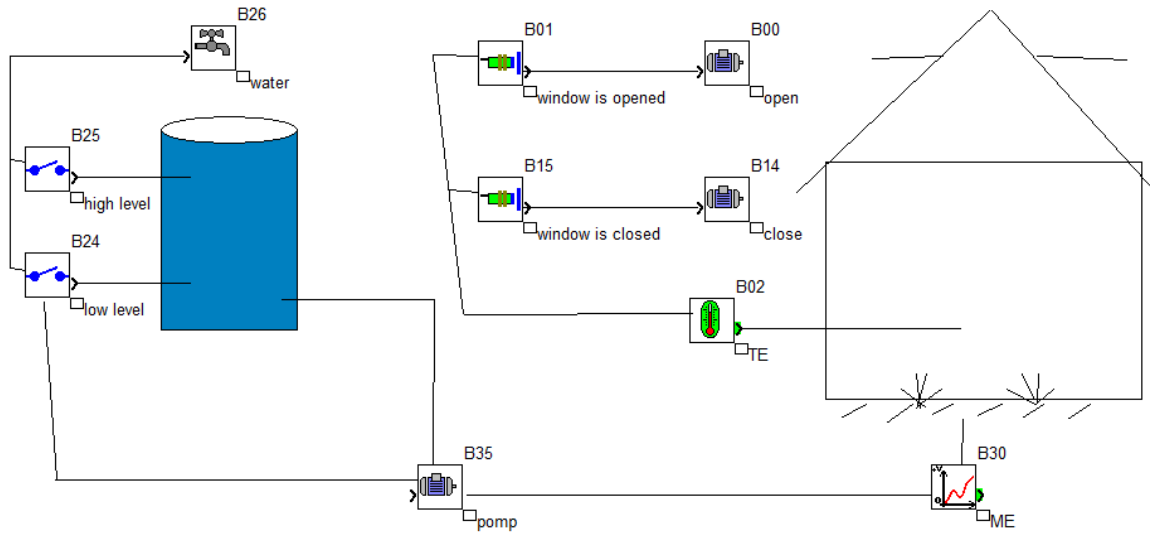 B26
water
B25
high level
B24
low level
B01
window is opened
B00
open
B15
window is closed
B14
close
B02
TE
B35
pomp
B30
ME